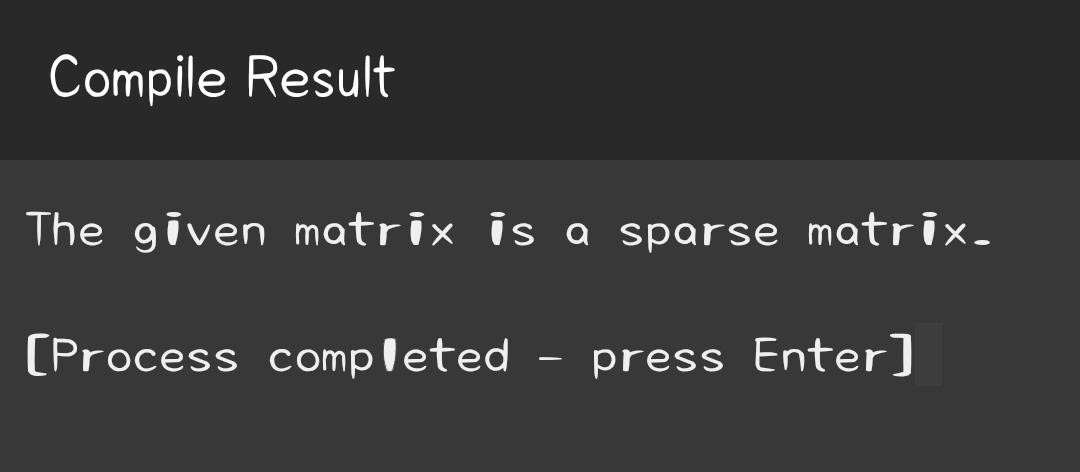 Compile Result
The given matrix is a sparse matrix.
[Process completed - press Enter]